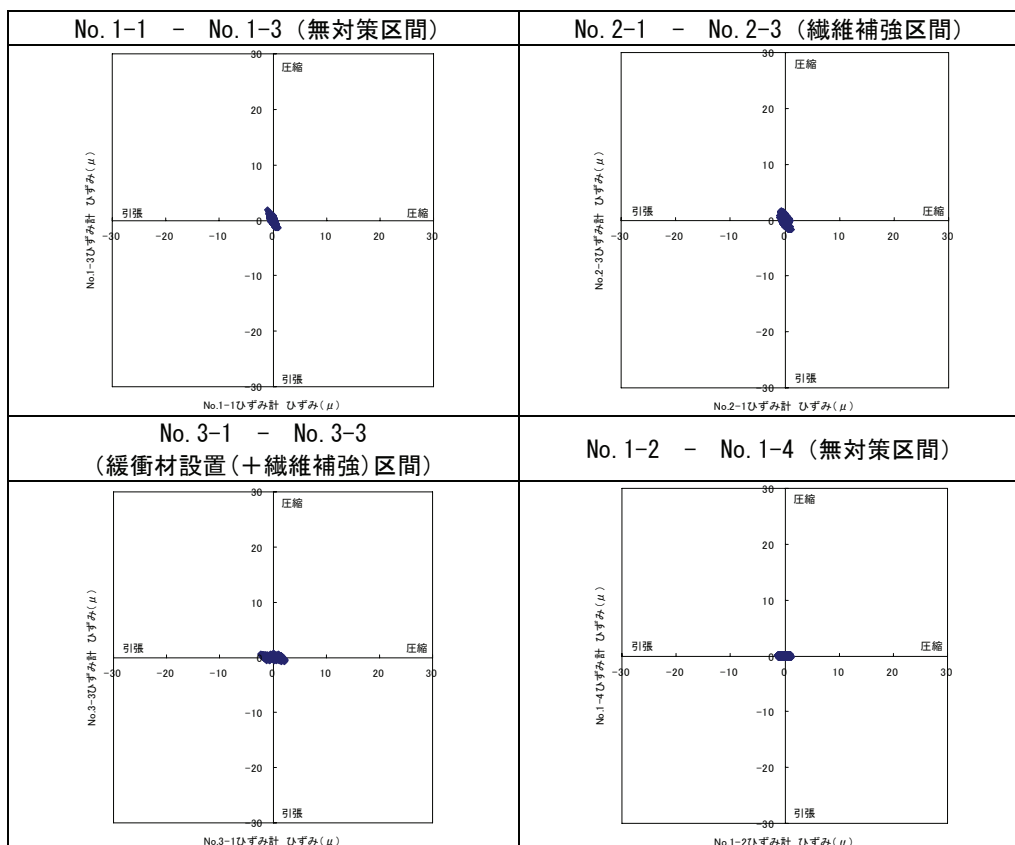 No.1-1 － No.1-3（無対策区間）
30
圧縮
20
10
引張
0
圧縮
-30
-20
-10
0
10
20
30
-10
-20
-30
引張
No.1-3ひずみ計 ひずみ(μ)
No.1-1ひずみ計 ひずみ(μ)
No.2-1 － No.2-3（繊維補強区間）
30
圧縮
20
10
引張
0
圧縮
-30
-20
-10
0
10
20
30
-10
-20
-30
引張
No.2-3ひずみ計 ひずみ(μ)
No.2-1ひずみ計 ひずみ(μ)
No.3-1 － No.3-3
（緩衝材設置(＋繊維補強)区間）
30
圧縮
20
10
引張
0
圧縮
-30
-20
-10
0
10
20
30
-10
-20
-30
引張
No.3-3ひずみ計 ひずみ(μ)
No.3-1ひずみ計 ひずみ(μ)
No.1-2 － No.1-4（無対策区間）
30
圧縮
20
10
引張
0
圧縮
-30
-20
-10
0
10
20
30
-10
-20
-30
引張
No.1-4ひずみ計 ひずみ(μ)
No.1-2ひずみ計 ひずみ(μ)